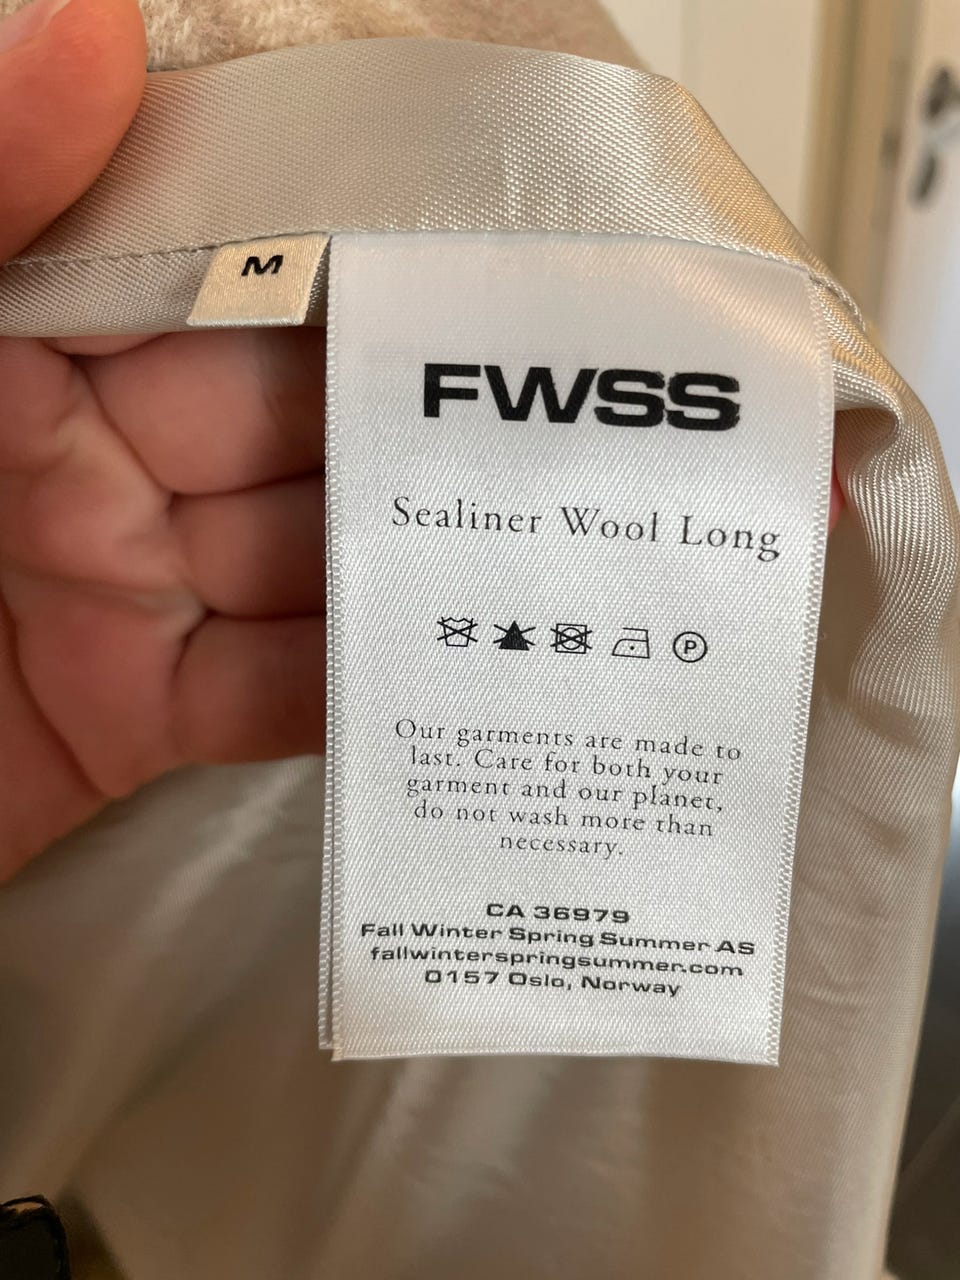 M
FWSS
Sealiner Wool Long
P
Our garments are made to
last. Care for both your
garment and our planet,
do not wash more than
necessary.
CA 36979
Fall Winter Spring Summer AS
fallwinterspringsummer.com
0157 Oslo, Norway